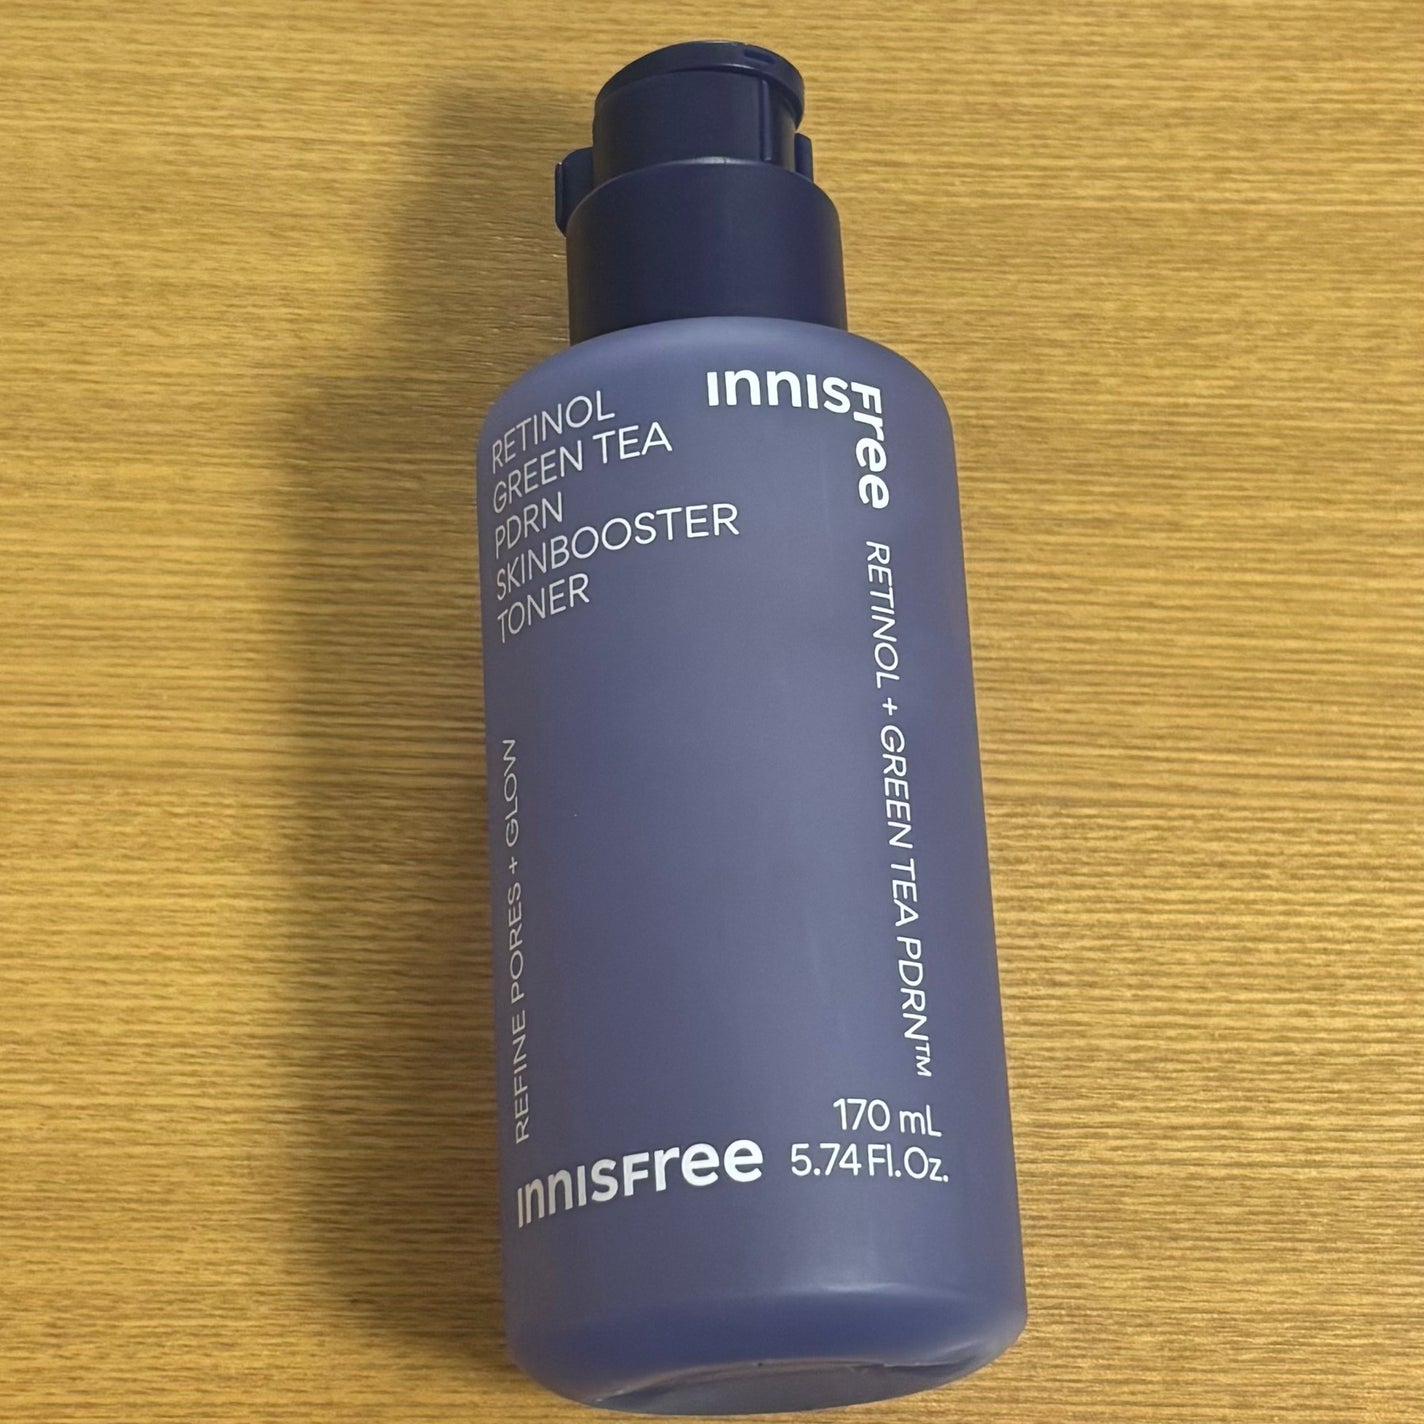 RETINOL
GREEN TEA
PDRN
SKINBOOSTER
TONER
REFINE PORES + GLOW
innisFree
innisFree
RETINOL + GREEN TEA PDRN™
170 mL
5.74 Fl.Oz.